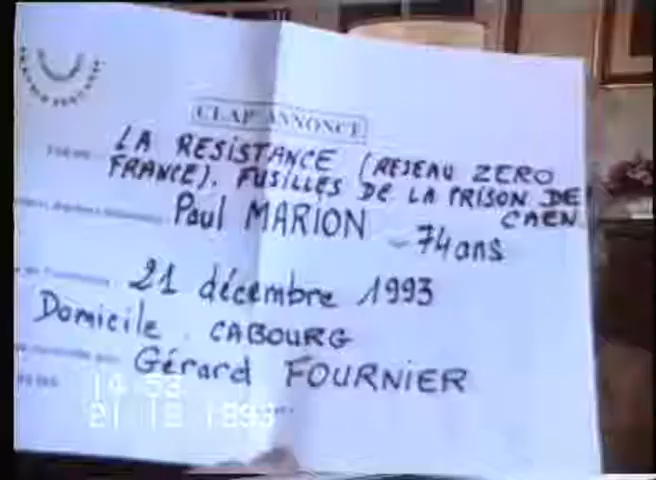 CLAP ANNONCE
LA RESISTANCE (RESEAU ZERO
FRANCE). FUSILLÉS DE LA PRISON DE
CAEN
Paul MARION - 74 ans
21 décembre 1993
Domicile CABOURG
Gérard FOURNIER
14 53
21 12 1993